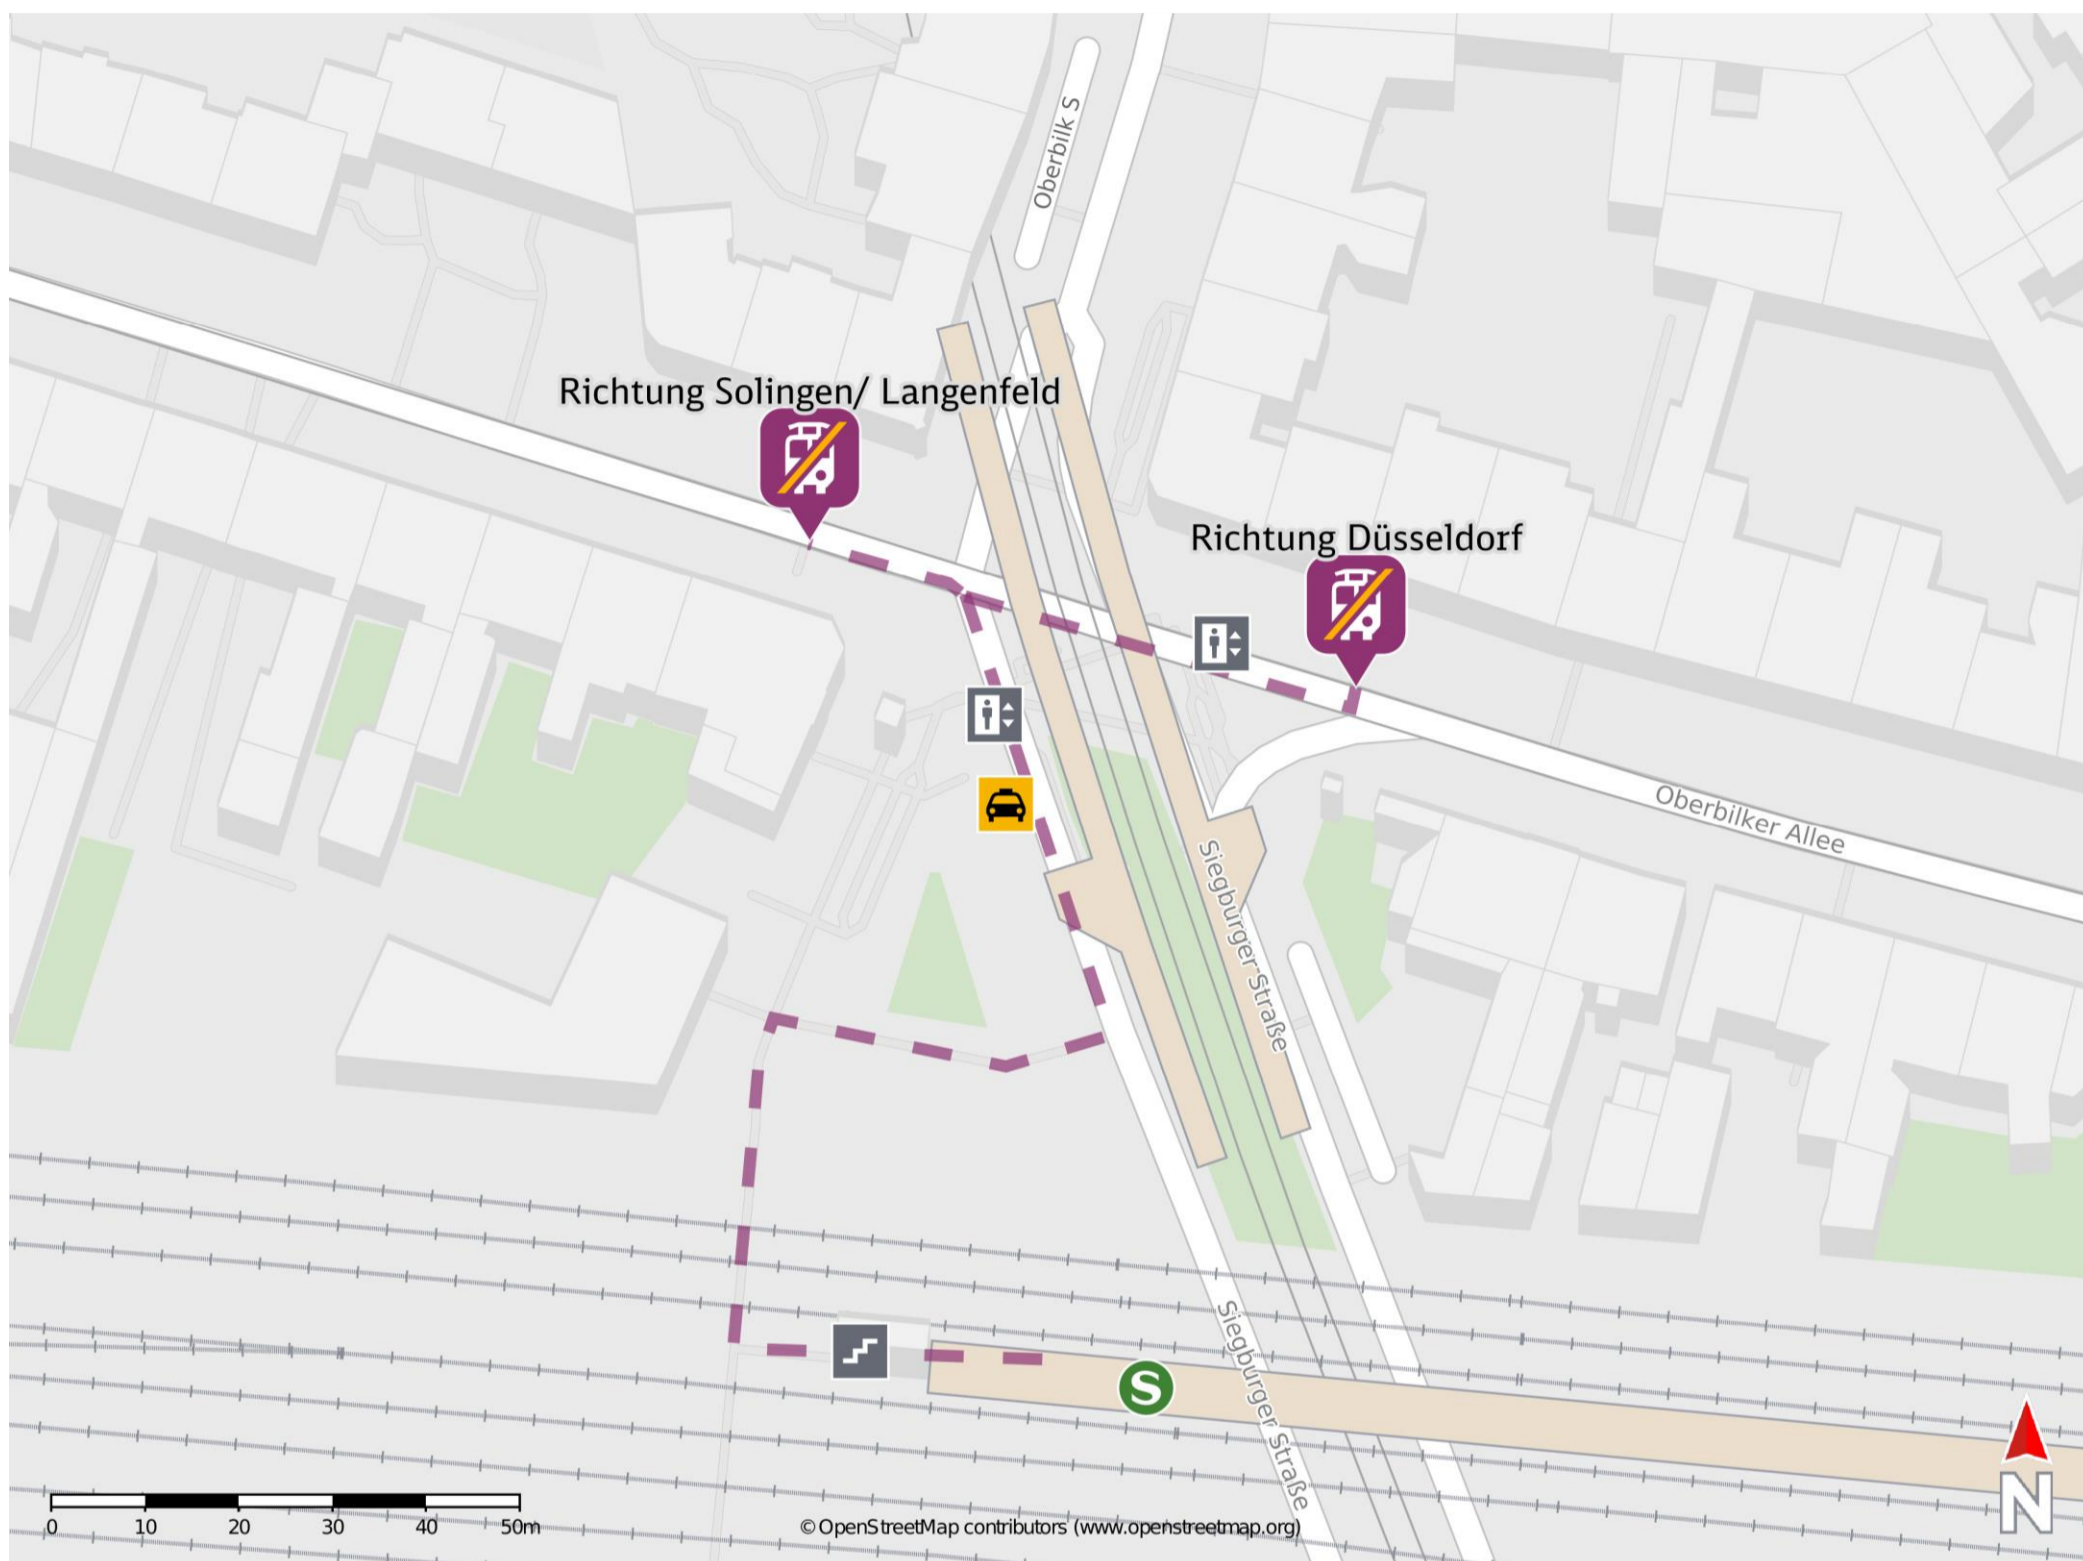 Oberbilk S
Richtung Solingen/ Langenfeld
Richtung Düsseldorf
Oberbilker Allee
Siegburger Straße
Siegburger Straße
S
N
0 10 20 30 40 50m
© OpenStreetMap contributors (www.openstreetmap.org)